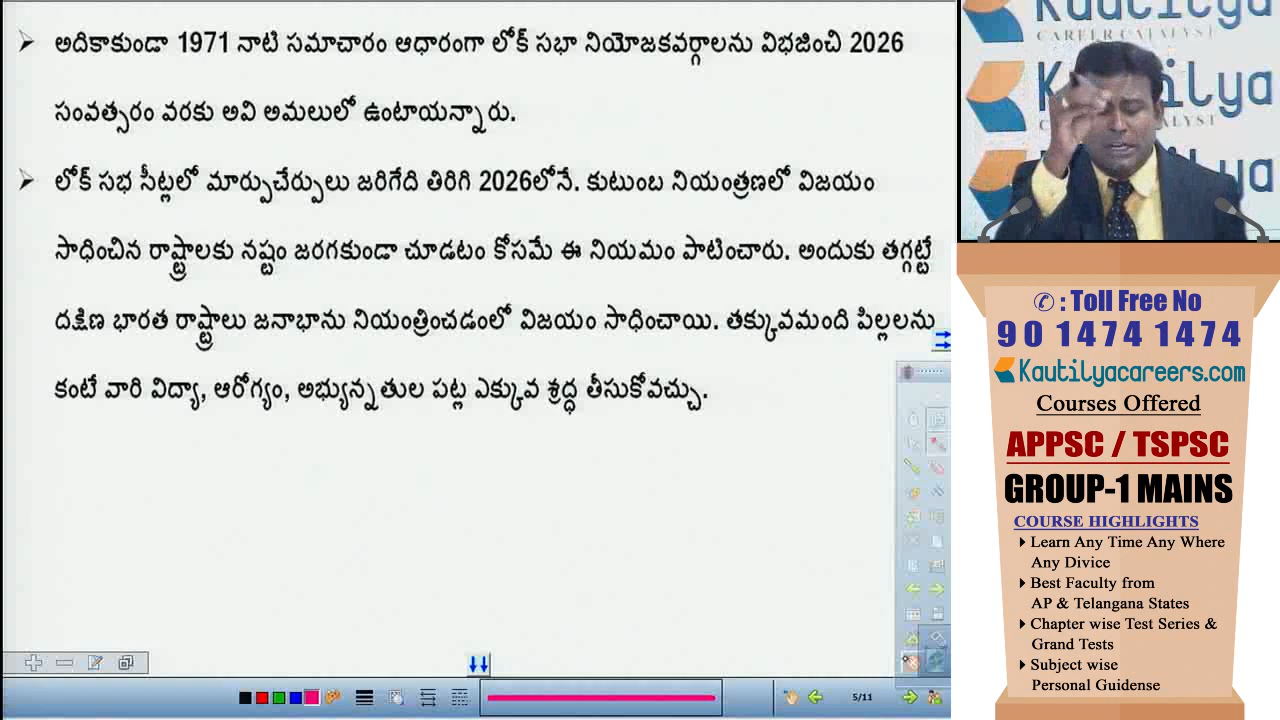 ➢ అదికాకుండా 1971 నాటి సమాచారం ఆధారంగా లోక్ సభా నియోజకవర్గాలను విభజించి 2026
సంవత్సరం వరకు అవి అమలులో ఉంటాయన్నారు.
➢ లోక్ సభ సీట్లలో మార్పుచేర్పులు జరిగేది తిరిగి 2026లోనే. కుటుంబ నియంత్రణలో విజయం
సాధించిన రాష్ట్రాలకు నష్టం జరగకుండా చూడటం కోసమే ఈ నియమం పాటించారు. అందుకు తగ్గట్టే
దక్షిణ భారత రాష్ట్రాలు జనాభాను నియంత్రించడంలో విజయం సాధించాయి. తక్కువమంది పిల్లలను
కంటే వారి విద్యా, ఆరోగ్యం, అభ్యున్నతుల పట్ల ఎక్కువ శ్రద్ధ తీసుకోవచ్చు.
5/11
Kautilya
CAREER CATALYST
✆ : Toll Free No
90 1474 1474
Kautilyacareers.com
Courses Offered
APPSC / TSPSC
GROUP-1 MAINS
COURSE HIGHLIGHTS
Learn Any Time Any Where
Any Divice
Best Faculty from
AP & Telangana States
Chapter wise Test Series &
Grand Tests
Subject wise
Personal Guidense